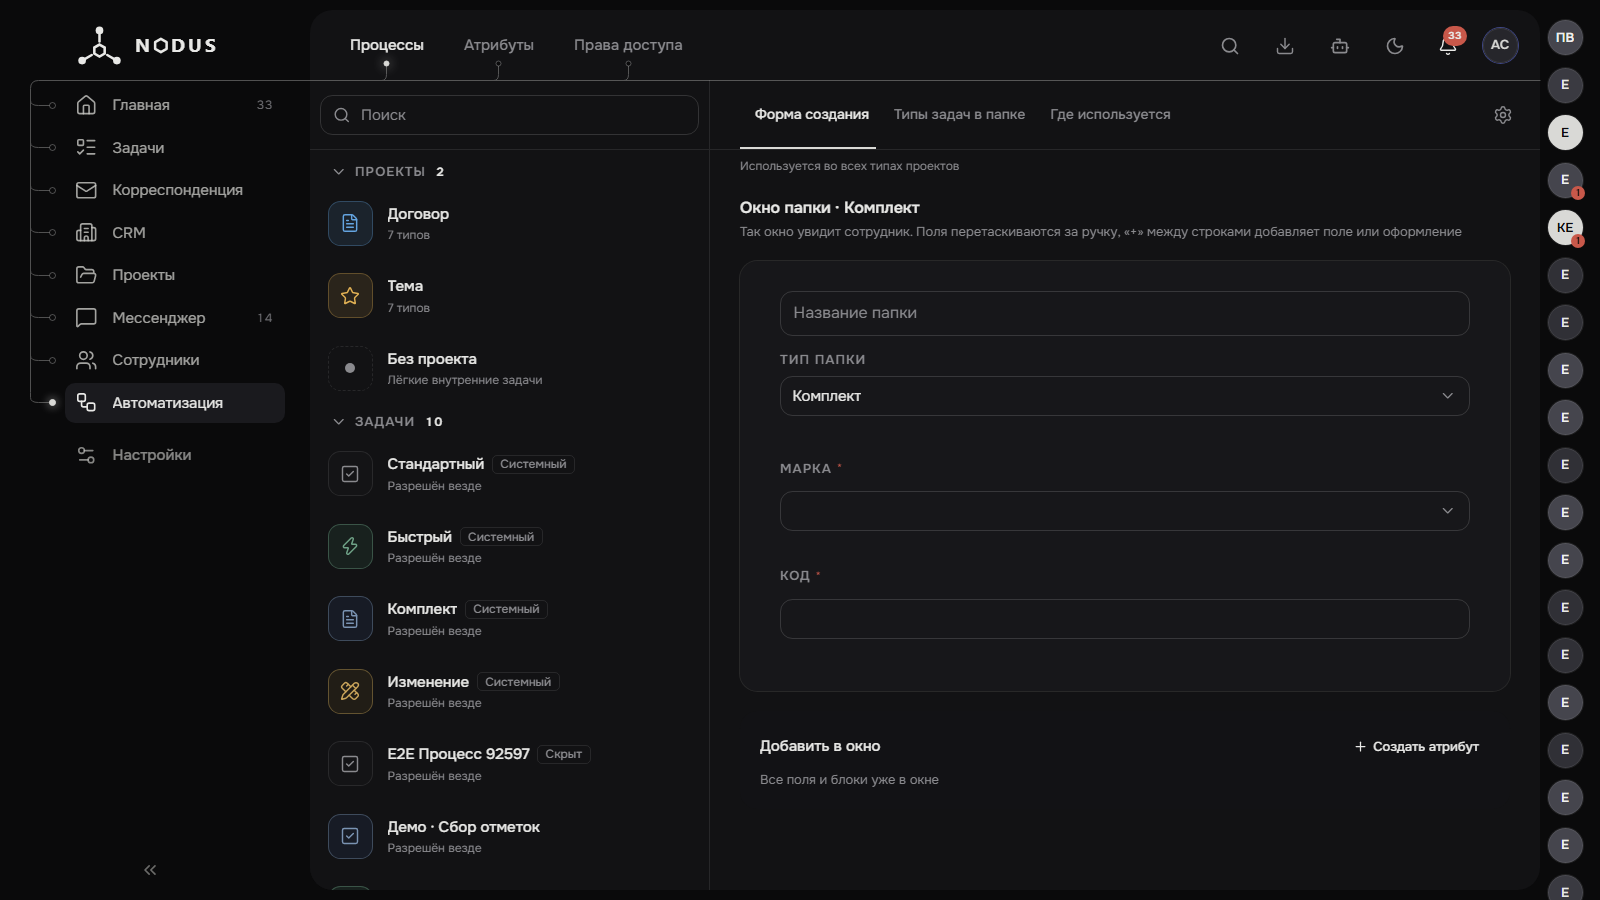 NODUS
Процессы
Атрибуты
Права доступа
33
АС
Главная 33
Задачи
Корреспонденция
CRM
Проекты
Мессенджер 14
Сотрудники
Автоматизация
Настройки
Поиск
ПРОЕКТЫ 2
Договор
7 типов
Тема
7 типов
Без проекта
Лёгкие внутренние задачи
ЗАДАЧИ 10
Стандартный Системный
Разрешён везде
Быстрый Системный
Разрешён везде
Комплект Системный
Разрешён везде
Изменение Системный
Разрешён везде
E2E Процесс 92597 Скрыт
Разрешён везде
Демо · Сбор отметок
Разрешён везде
Форма создания
Типы задач в папке
Где используется
Используется во всех типах проектов
Окно папки · Комплект
Так окно увидит сотрудник. Поля перетаскиваются за ручку, «+» между строками добавляет поле или оформление
Название папки
ТИП ПАПКИ
Комплект
МАРКА *
КОД *
Добавить в окно
+ Создать атрибут
Все поля и блоки уже в окне
ПВ
E
E
E
1
КЕ
1
E
E
E
E
E
E
E
E
E
E
E
E
E
E